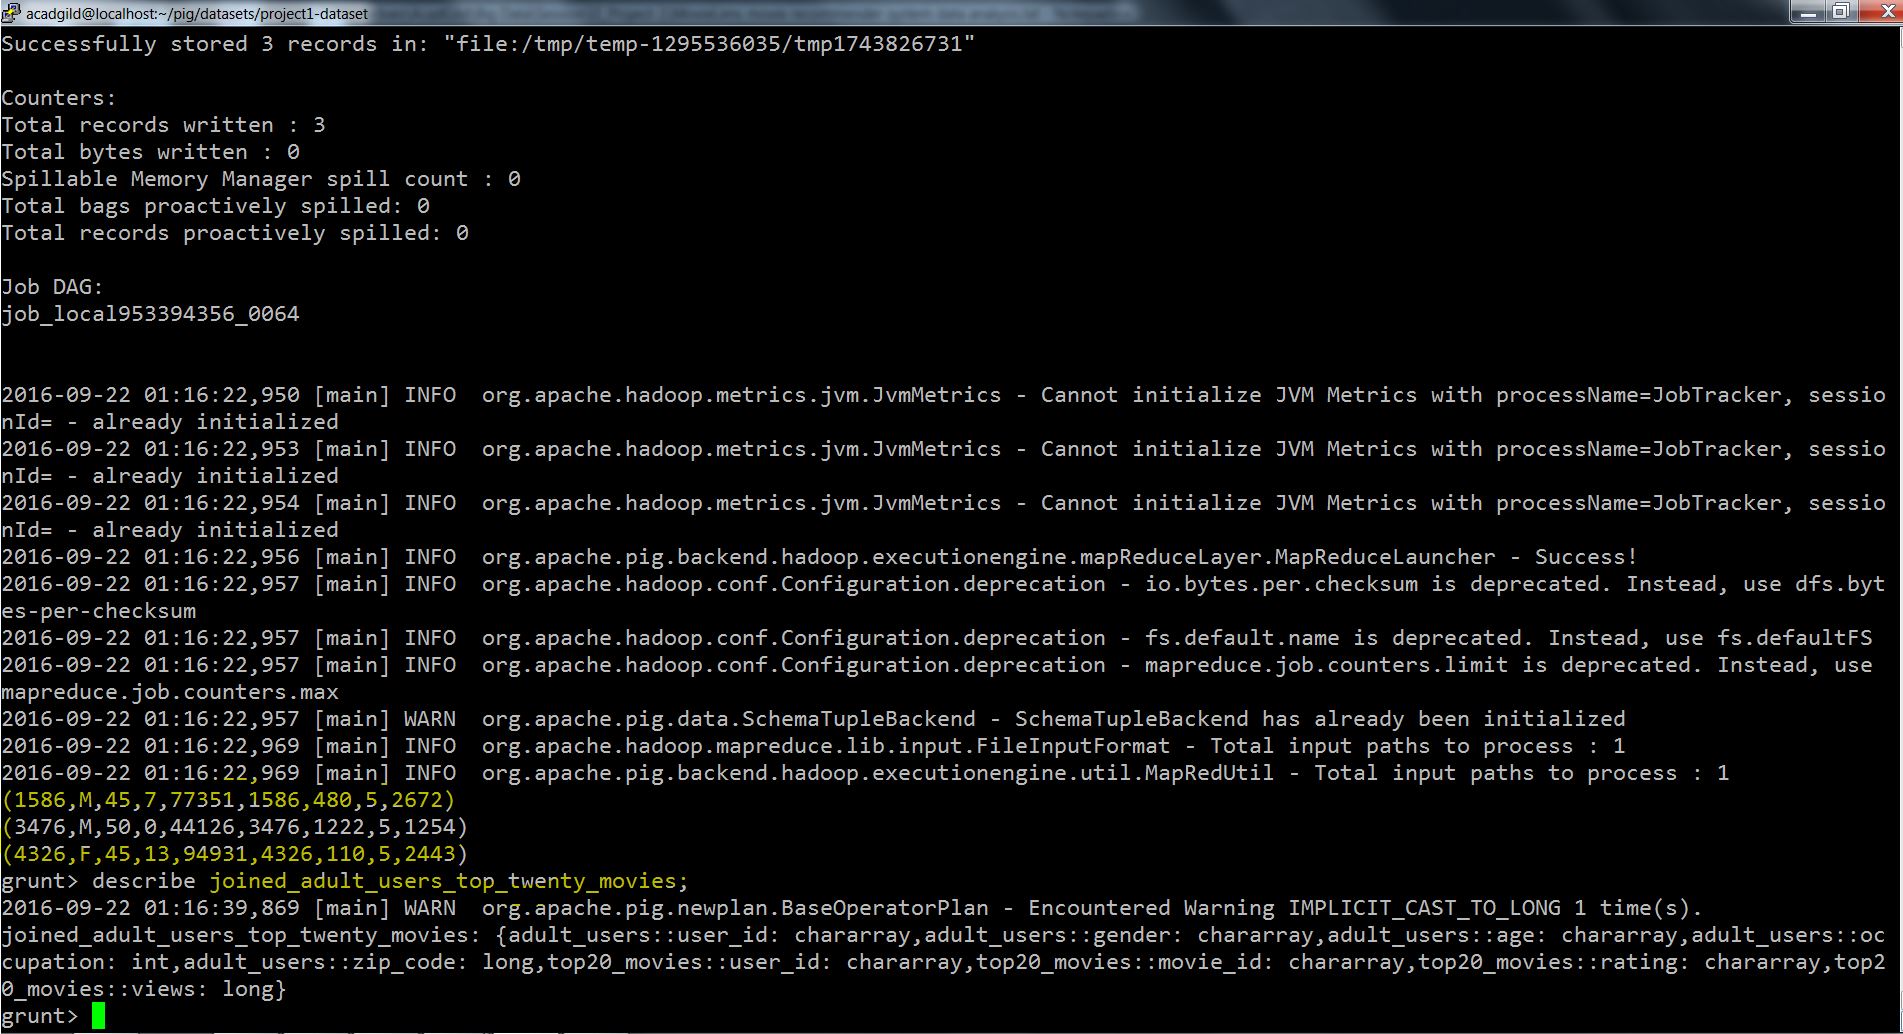 acadgild@localhost:~/pig/datasets/project1-dataset
Successfully stored 3 records in: "file:/tmp/temp-1295536035/tmp1743826731"
Counters:
Total records written : 3
Total bytes written : 0
Spillable Memory Manager spill count : 0
Total bags proactively spilled: 0
Total records proactively spilled: 0
Job DAG:
job_local953394356_0064
2016-09-22 01:16:22,950 [main] INFO  org.apache.hadoop.metrics.jvm.JvmMetrics - Cannot initialize JVM Metrics with processName=JobTracker, sessio
nId= - already initialized
2016-09-22 01:16:22,953 [main] INFO  org.apache.hadoop.metrics.jvm.JvmMetrics - Cannot initialize JVM Metrics with processName=JobTracker, sessio
nId= - already initialized
2016-09-22 01:16:22,954 [main] INFO  org.apache.hadoop.metrics.jvm.JvmMetrics - Cannot initialize JVM Metrics with processName=JobTracker, sessio
nId= - already initialized
2016-09-22 01:16:22,956 [main] INFO  org.apache.pig.backend.hadoop.executionengine.mapReduceLayer.MapReduceLauncher - Success!
2016-09-22 01:16:22,957 [main] INFO  org.apache.hadoop.conf.Configuration.deprecation - io.bytes.per.checksum is deprecated. Instead, use dfs.byt
es-per-checksum
2016-09-22 01:16:22,957 [main] INFO  org.apache.hadoop.conf.Configuration.deprecation - fs.default.name is deprecated. Instead, use fs.defaultFS
2016-09-22 01:16:22,957 [main] INFO  org.apache.hadoop.conf.Configuration.deprecation - mapreduce.job.counters.limit is deprecated. Instead, use
mapreduce.job.counters.max
2016-09-22 01:16:22,957 [main] WARN  org.apache.pig.data.SchemaTupleBackend - SchemaTupleBackend has already been initialized
2016-09-22 01:16:22,969 [main] INFO  org.apache.hadoop.mapreduce.lib.input.FileInputFormat - Total input paths to process : 1
2016-09-22 01:16:22,969 [main] INFO  org.apache.pig.backend.hadoop.executionengine.util.MapRedUtil - Total input paths to process : 1
(1586,M,45,7,77351,1586,480,5,2672)
(3476,M,50,0,44126,3476,1222,5,1254)
(4326,F,45,13,94931,4326,110,5,2443)
grunt> describe joined_adult_users_top_twenty_movies;
2016-09-22 01:16:39,869 [main] WARN  org.apache.pig.newplan.BaseOperatorPlan - Encountered Warning IMPLICIT_CAST_TO_LONG 1 time(s).
joined_adult_users_top_twenty_movies: {adult_users::user_id: chararray,adult_users::gender: chararray,adult_users::age: chararray,adult_users::oc
cupation: int,adult_users::zip_code: long,top20_movies::user_id: chararray,top20_movies::movie_id: chararray,top20_movies::rating: chararray,top2
0_movies::views: long}
grunt>